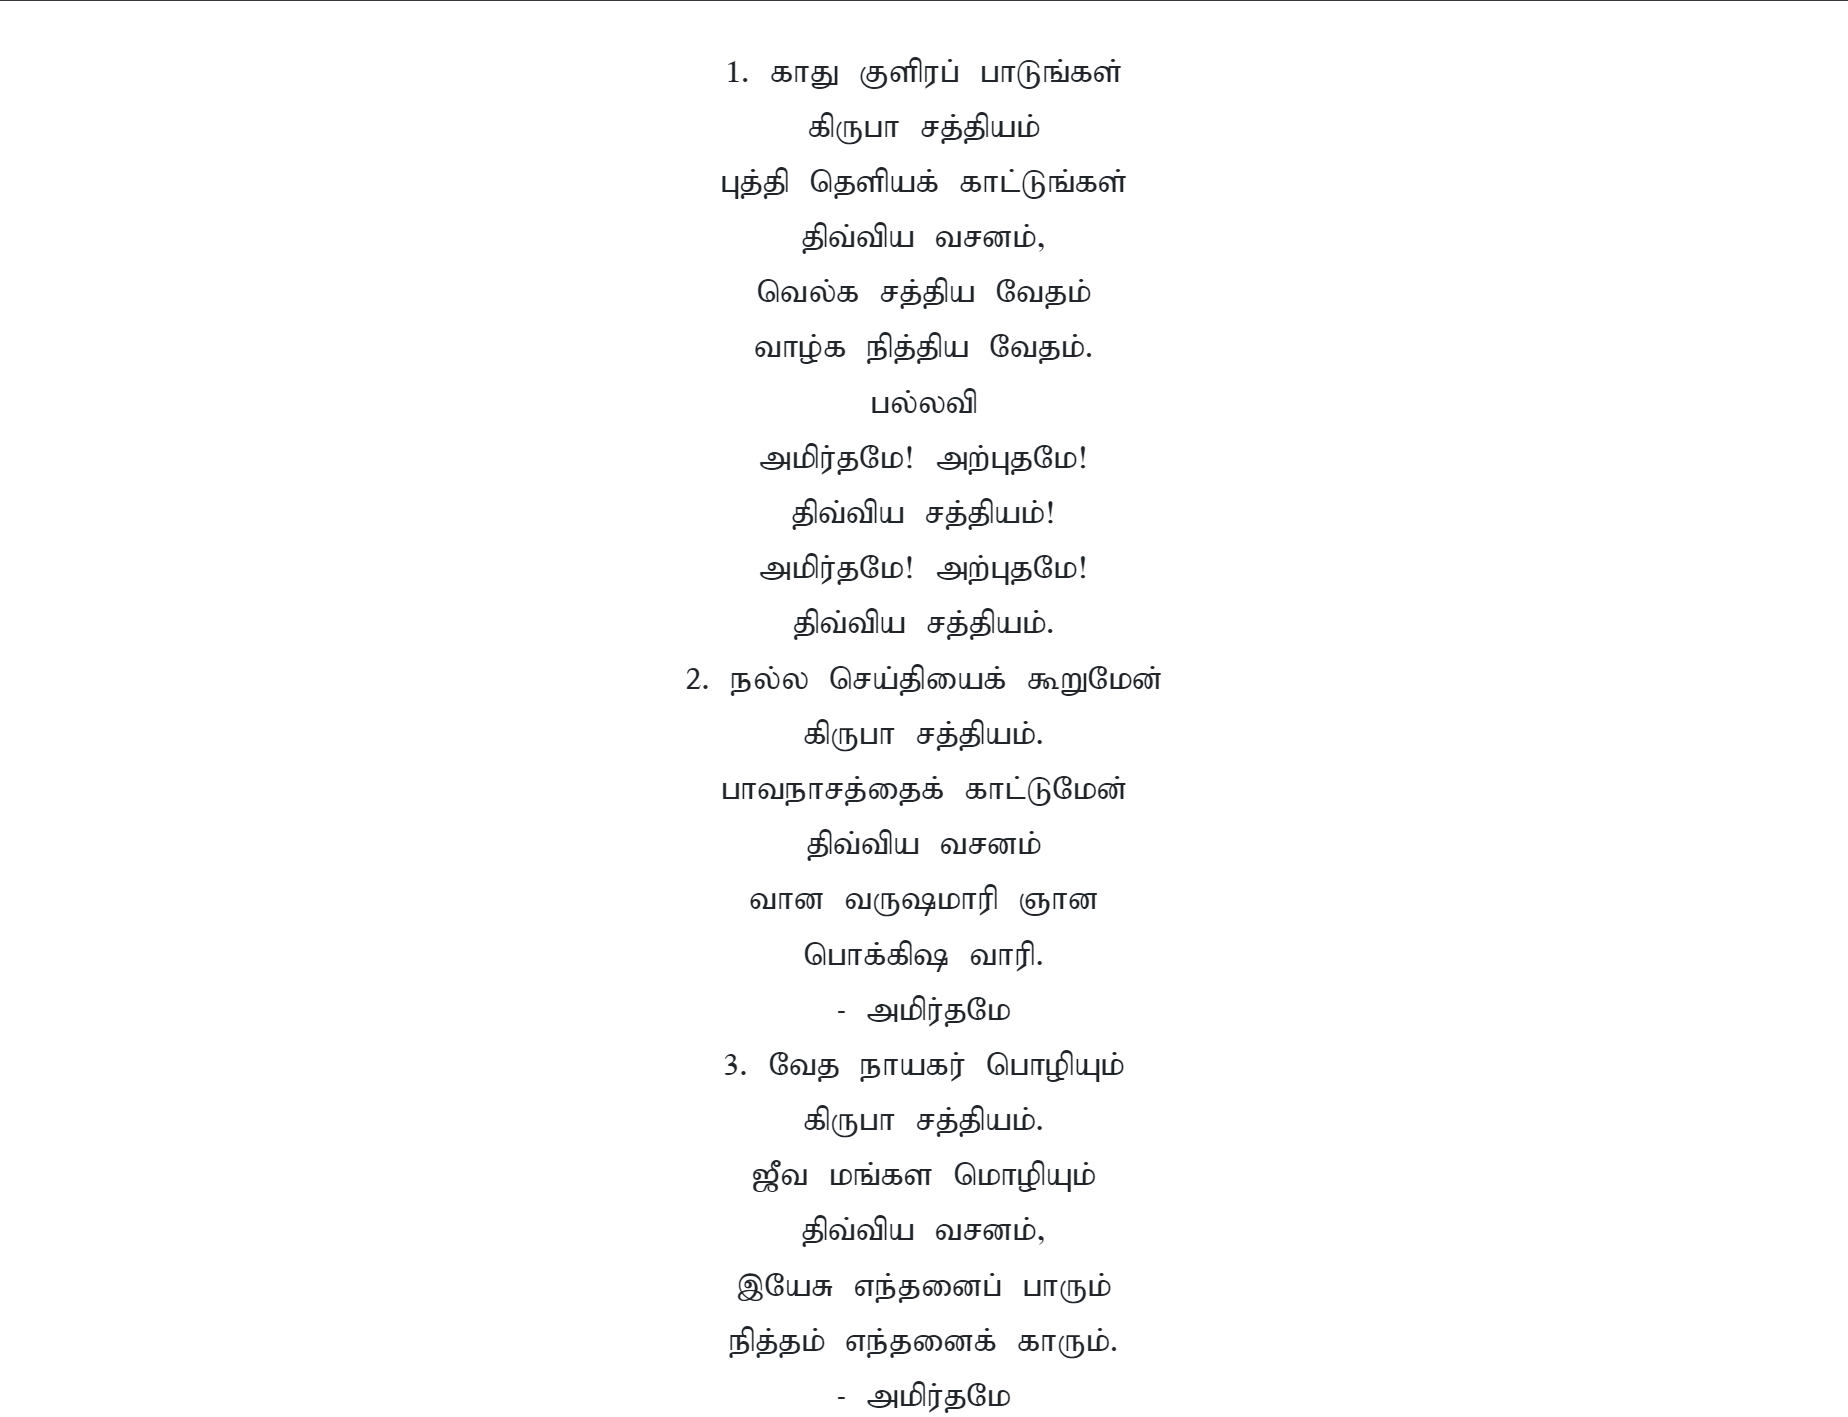 1. காது குளிரப் பாடுங்கள்
கிருபா சத்தியம்
புத்தி தெளியக் காட்டுங்கள்
திவ்விய வசனம்,
வெல்க சத்திய வேதம்
வாழ்க நித்திய வேதம்.
பல்லவி
அமிர்தமே! அற்புதமே!
திவ்விய சத்தியம்!
அமிர்தமே! அற்புதமே!
திவ்விய சத்தியம்.
2. நல்ல செய்தியைக் கூறுமேன்
கிருபா சத்தியம்.
பாவநாசத்தைக் காட்டுமேன்
திவ்விய வசனம்
வான வருஷமாரி ஞான
பொக்கிஷ வாரி.
- அமிர்தமே
3. வேத நாயகர் பொழியும்
கிருபா சத்தியம்.
ஜீவ மங்கள மொழியும்
திவ்விய வசனம்,
இயேசு எந்தனைப் பாரும்
நித்தம் எந்தனைக் காரும்.
- அமிர்தமே